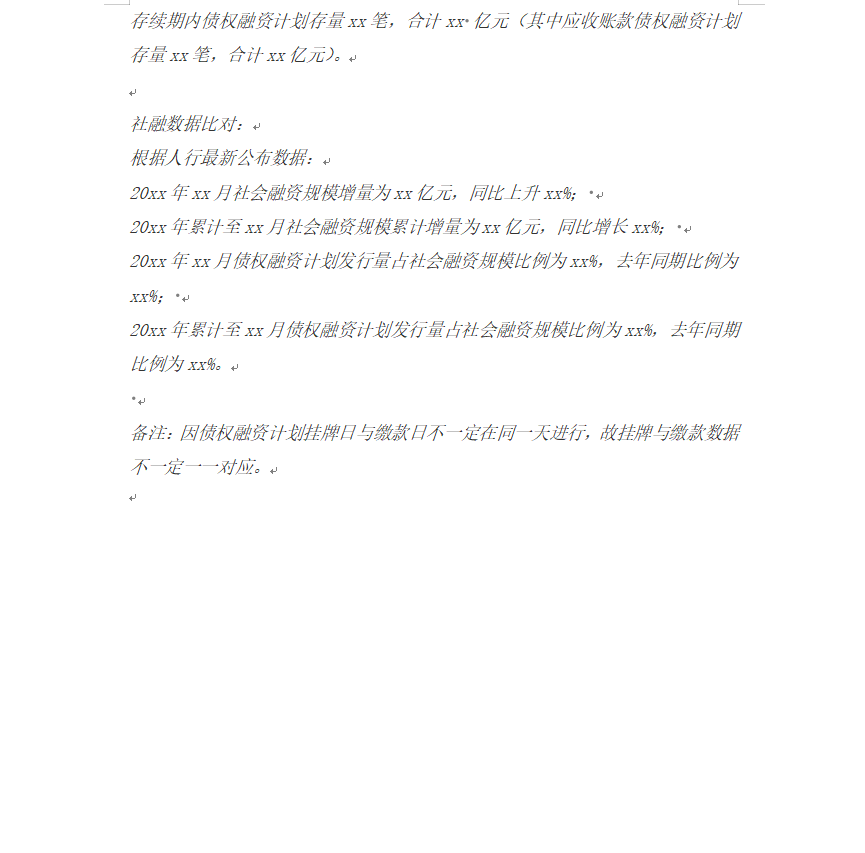 存续期内债权融资计划存量 xx 笔，合计 xx 亿元（其中应收账款债权融资计划
存量 xx 笔，合计 xx 亿元）。
社融数据比对：
根据人行最新公布数据：
20xx 年 xx 月社会融资规模增量为 xx 亿元，同比上升 xx%；
20xx 年累计至 xx 月社会融资规模累计增量为 xx 亿元，同比增长 xx%；
20xx 年 xx 月债权融资计划发行量占社会融资规模比例为 xx%，去年同期比例为
xx%；
20xx 年累计至 xx 月债权融资计划发行量占社会融资规模比例为 xx%，去年同期
比例为 xx%。
备注：因债权融资计划挂牌日与缴款日不一定在同一天进行，故挂牌与缴款数据
不一定一一对应。